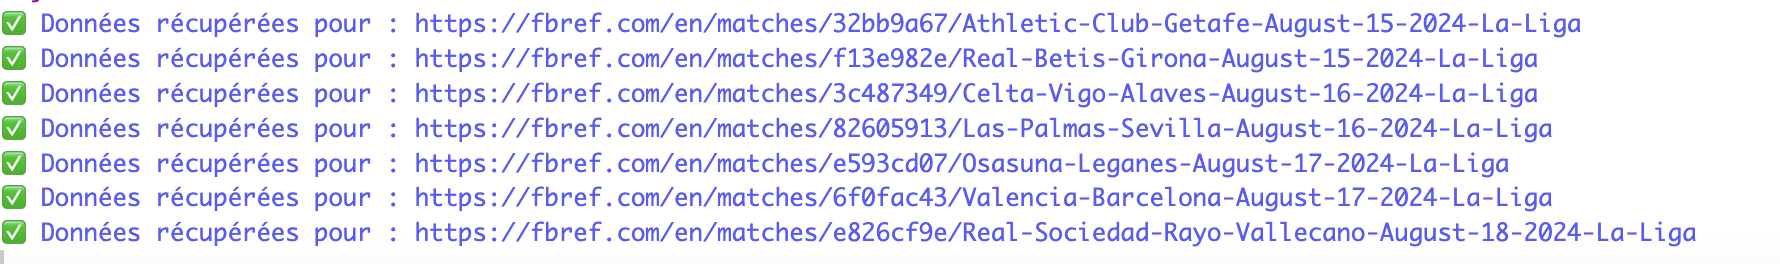 ✅ Données récupérées pour : https://fbref.com/en/matches/32bb9a67/Athletic-Club-Getafe-August-15-2024-La-Liga
✅ Données récupérées pour : https://fbref.com/en/matches/f13e982e/Real-Betis-Girona-August-15-2024-La-Liga
✅ Données récupérées pour : https://fbref.com/en/matches/3c487349/Celta-Vigo-Alaves-August-16-2024-La-Liga
✅ Données récupérées pour : https://fbref.com/en/matches/82605913/Las-Palmas-Sevilla-August-16-2024-La-Liga
✅ Données récupérées pour : https://fbref.com/en/matches/e593cd07/Osasuna-Leganes-August-17-2024-La-Liga
✅ Données récupérées pour : https://fbref.com/en/matches/6f0fac43/Valencia-Barcelona-August-17-2024-La-Liga
✅ Données récupérées pour : https://fbref.com/en/matches/e826cf9e/Real-Sociedad-Rayo-Vallecano-August-18-2024-La-Liga